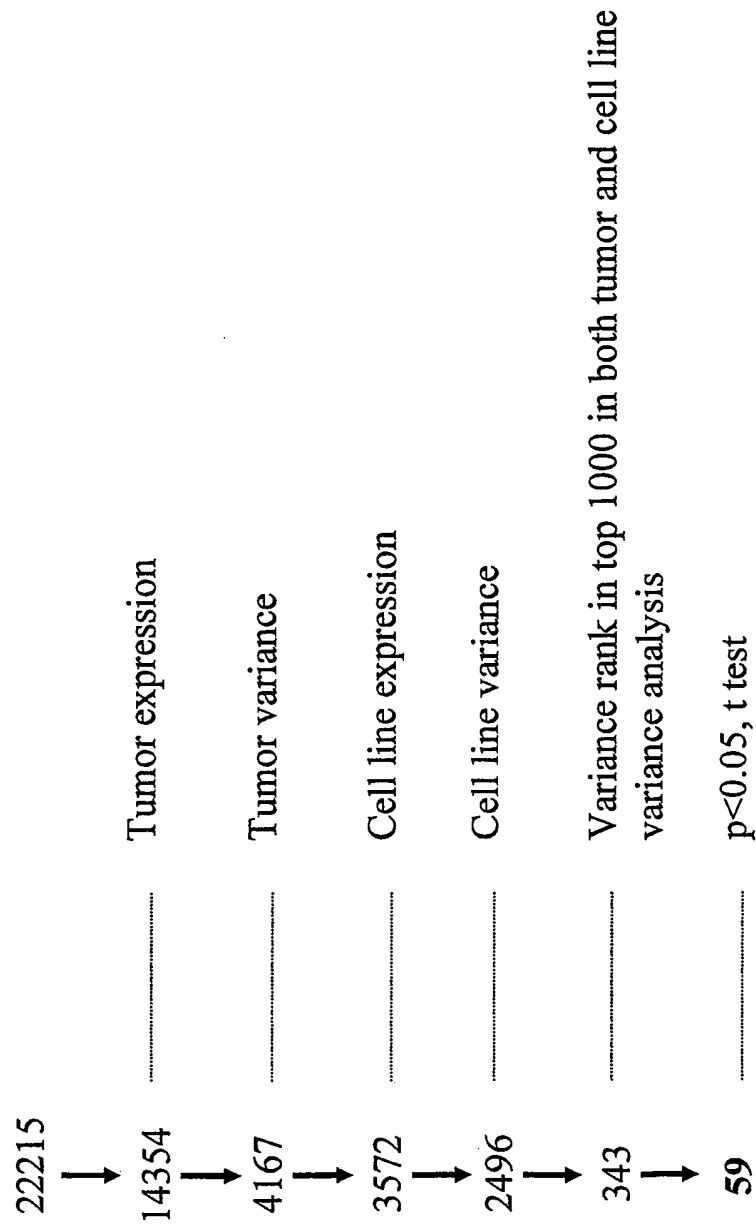 22215
14354 Tumor expression
4167 Tumor variance
3572 Cell line expression
2496 Cell line variance
343 Variance rank in top 1000 in both tumor and cell line
variance analysis
59 p<0.05, t test